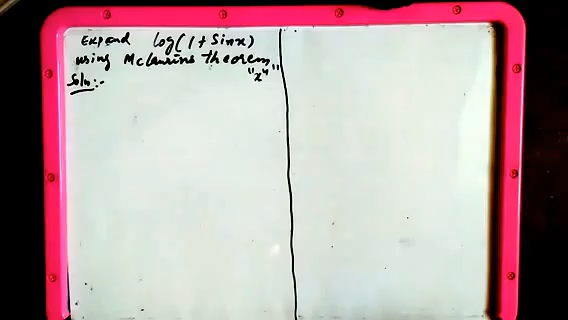 Expand log(1+Sinx)
using Mclaurins theorem
"x⁴"
Soln:-